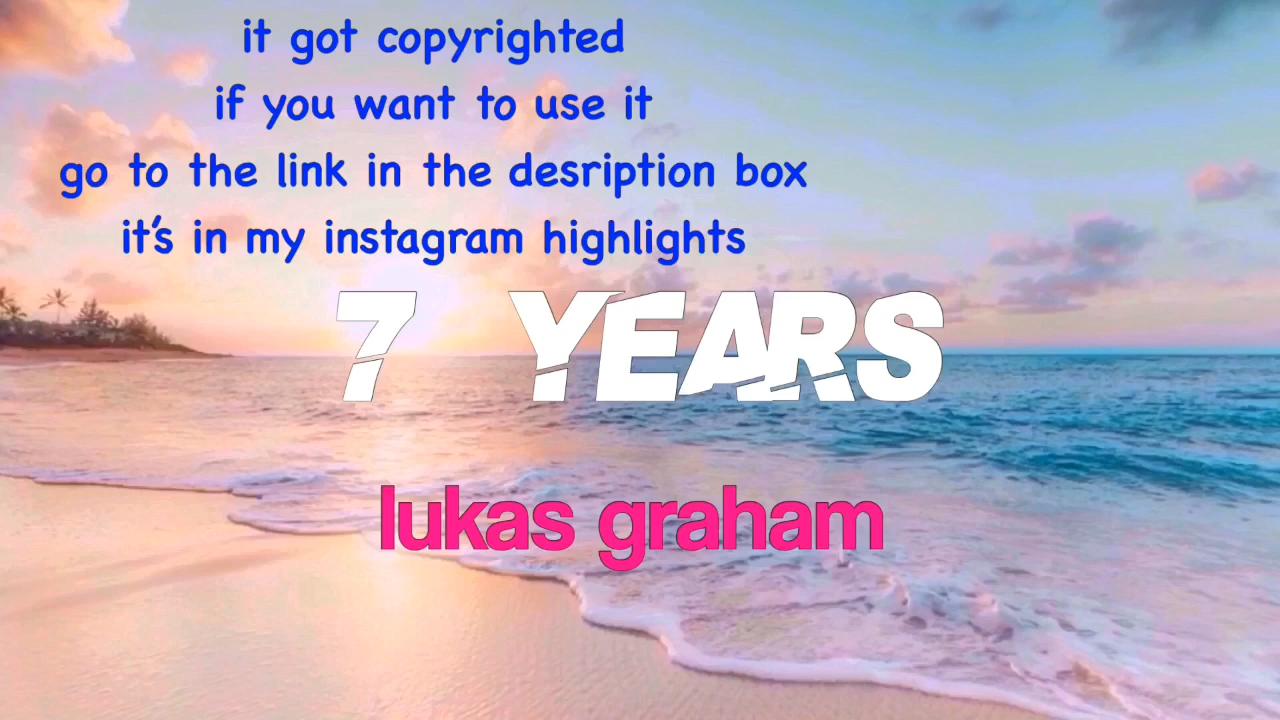 it got copyrighted
if you want to use it
go to the link in the desription box
it's in my instagram highlights
7 YEARS
lukas graham